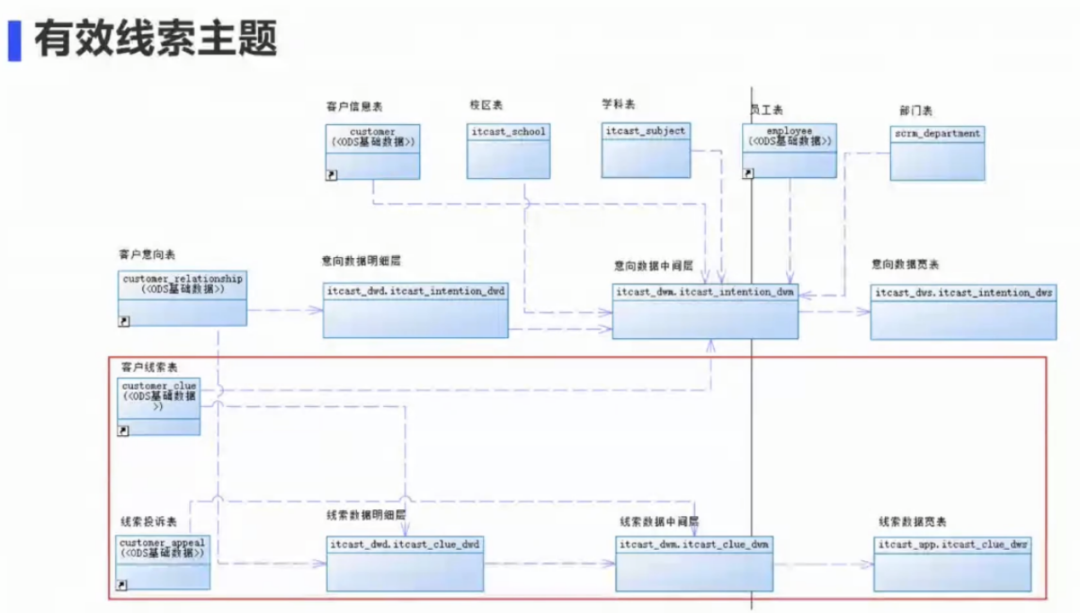 有效线索主题
客户信息表
校区表
学科表
员工表
部门表
customer
(<ODS基础数据>)
itcast_school
itcast_subject
employee
(<ODS基础数据>)
scrm_department
客户意向表
意向数据明细层
意向数据中间层
意向数据宽表
customer_relationship
(<ODS基础数据>)
itcast_dwd.itcast_intention_dwd
itcast_dwm.itcast_intention_dwm
itcast_dws.itcast_intention_dws
客户线索表
customer_clue
(<ODS基础数据
>)
线索投诉表
线索数据明细层
线索数据中间层
线索数据宽表
customer_appeal
(<ODS基础数据>)
itcast_dwd.itcast_clue_dwd
itcast_dwm.itcast_clue_dwm
itcast_app.itcast_clue_dws